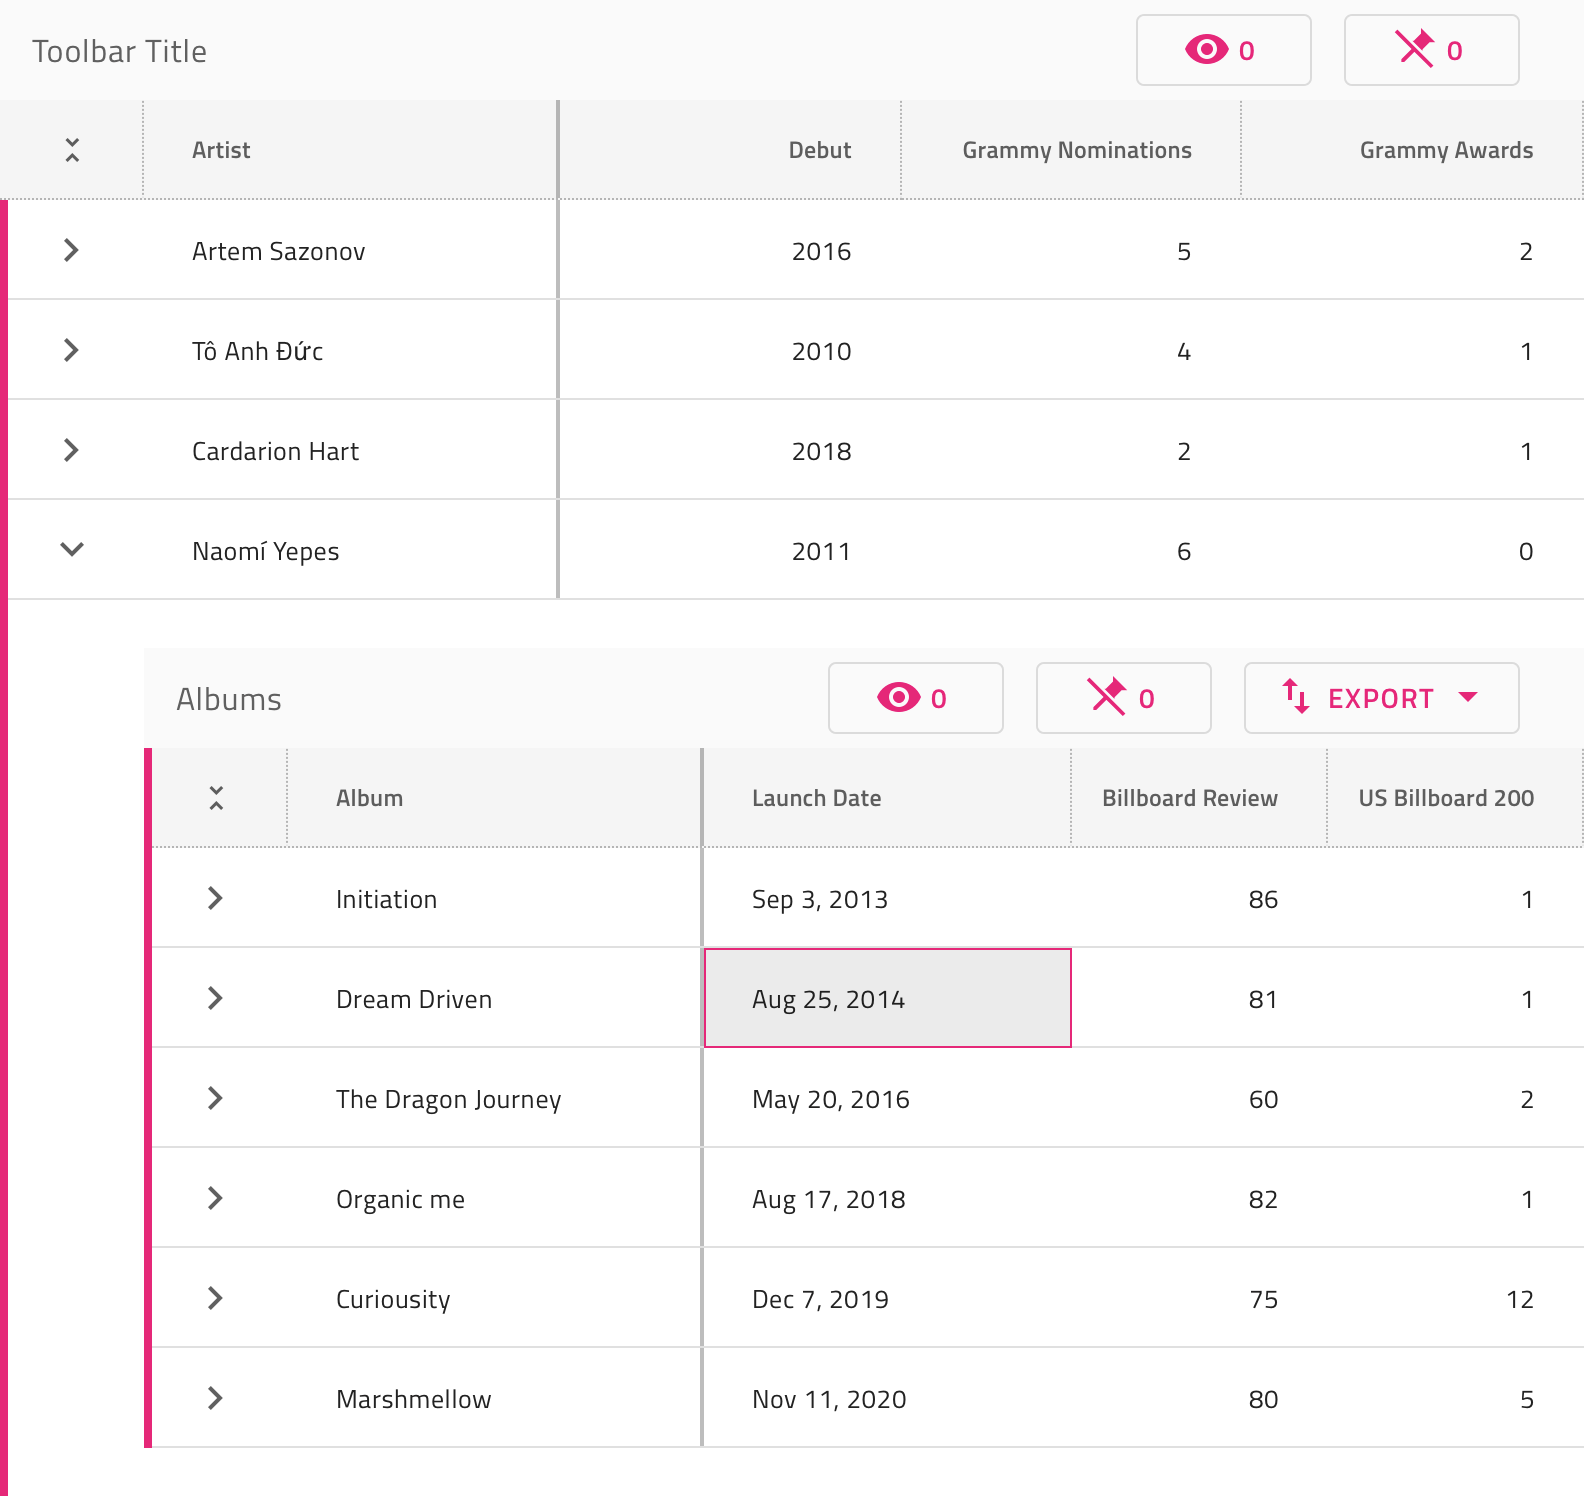 Toolbar Title 0 0
Artist Debut Grammy Nominations Grammy Awards
Artem Sazonov 2016 5 2
Tô Anh Đức 2010 4 1
Cardarion Hart 2018 2 1
Naomí Yepes 2011 6 0
Albums 0 0 EXPORT
Album Launch Date Billboard Review US Billboard 200
Initiation Sep 3, 2013 86 1
Dream Driven Aug 25, 2014 81 1
The Dragon Journey May 20, 2016 60 2
Organic me Aug 17, 2018 82 1
Curiousity Dec 7, 2019 75 12
Marshmellow Nov 11, 2020 80 5